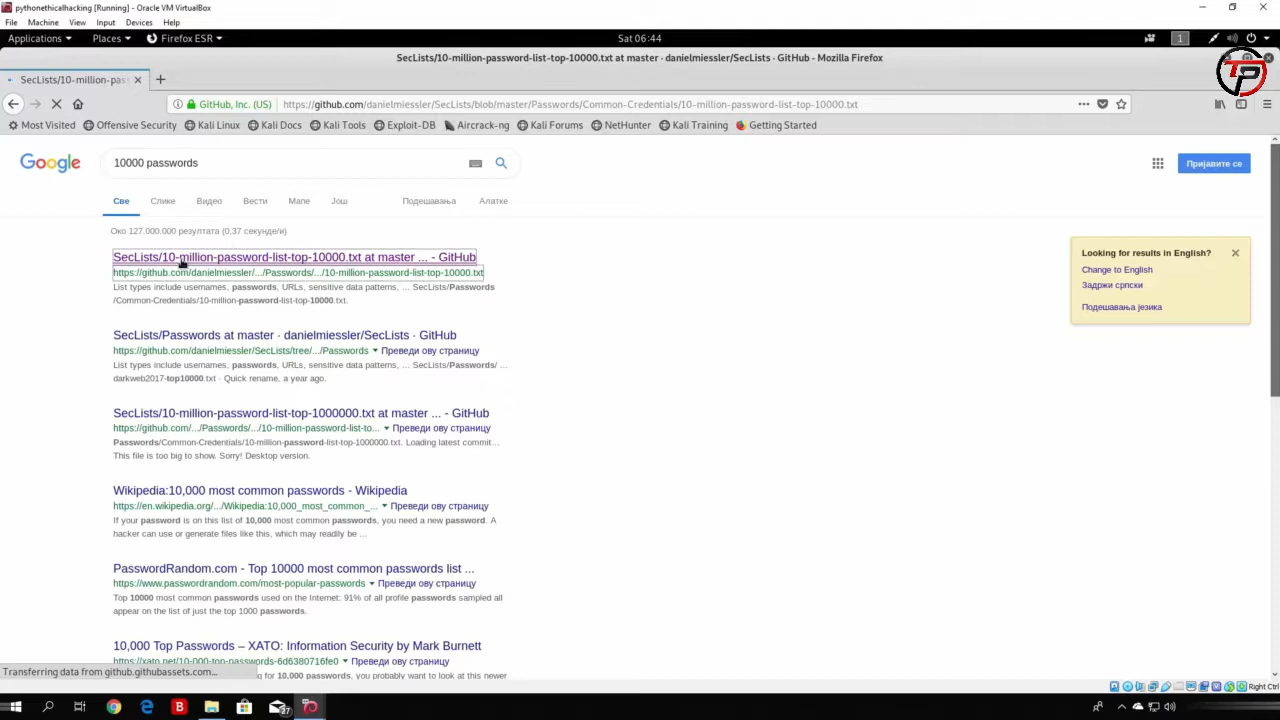 pythonethicalhacking [Running] - Oracle VM VirtualBox
File Machine View Input Devices Help
Applications Places Firefox ESR Sat 06:44 1
SecLists/10-million-password-list-top-10000.txt at master · danielmiessler/SecLists · GitHub - Mozilla Firefox
SecLists/10-million-pass
GitHub, Inc. (US) https://github.com/danielmiessler/SecLists/blob/master/Passwords/Common-Credentials/10-million-password-list-top-10000.txt
Most Visited Offensive Security Kali Linux Kali Docs Kali Tools Exploit-DB Aircrack-ng Kali Forums NetHunter Kali Training Getting Started
Google 10000 passwords Пријавите се
Све Слике Видео Вести Мапе Још Подешавања Алатке
Око 127.000.000 резултата (0,37 секунде/и)
SecLists/10-million-password-list-top-10000.txt at master ... - GitHub
https://github.com/danielmiessler/.../Passwords/.../10-million-password-list-top-10000.txt
List types include usernames, passwords, URLs, sensitive data patterns, ... SecLists/Passwords
/Common-Credentials/10-million-password-list-top-10000.txt.
Looking for results in English?
Change to English
Задржи српски
Подешавања језика
SecLists/Passwords at master · danielmiessler/SecLists · GitHub
https://github.com/danielmiessler/SecLists/tree/.../Passwords Преведи ову страницу
List types include usernames, passwords, URLs, sensitive data patterns, ... SecLists/Passwords/ ...
darkweb2017-top10000.txt · Quick rename, a year ago.
SecLists/10-million-password-list-top-1000000.txt at master ... - GitHub
https://github.com/.../Passwords/.../10-million-password-list-to... Преведи ову страницу
Passwords/Common-Credentials/10-million-password-list-top-1000000.txt. Loading latest commit...
This file is too big to show. Sorry! Desktop version.
Wikipedia:10,000 most common passwords - Wikipedia
https://en.wikipedia.org/.../Wikipedia:10,000_most_common_... Преведи ову страницу
If your password is on this list of 10,000 most common passwords, you need a new password. A
hacker can use or generate files like this, which may readily be ...
PasswordRandom.com - Top 10000 most common passwords list ...
https://www.passwordrandom.com/most-popular-passwords Преведи ову страницу
Top 10000 most common passwords used on the Internet: 91% of all profile passwords sampled all
appear on the list of just the top 1000 passwords.
10,000 Top Passwords – XATO: Information Security by Mark Burnett
https://xato.net/10-000-top-passwords-6d6380716fe0 Преведи ову страницу
g for 10,000 passwords, you probably want to look at this newer
Transferring data from github.githubassets.com...
Right Ctrl
27